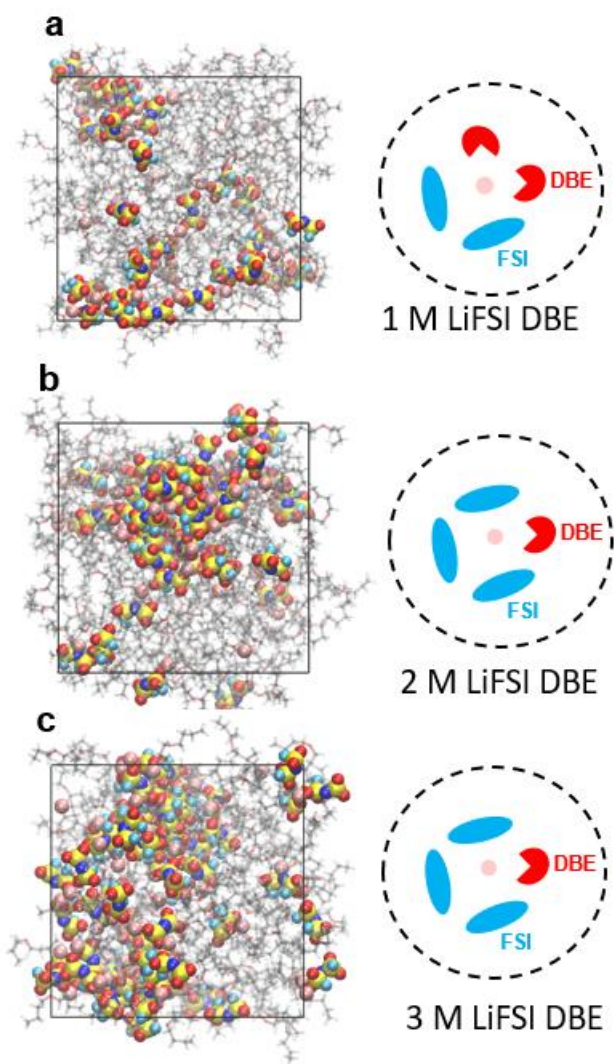 a
DBE
FSI
1 M LiFSI DBE
b
DBE
FSI
2 M LiFSI DBE
c
DBE
FSI
3 M LiFSI DBE